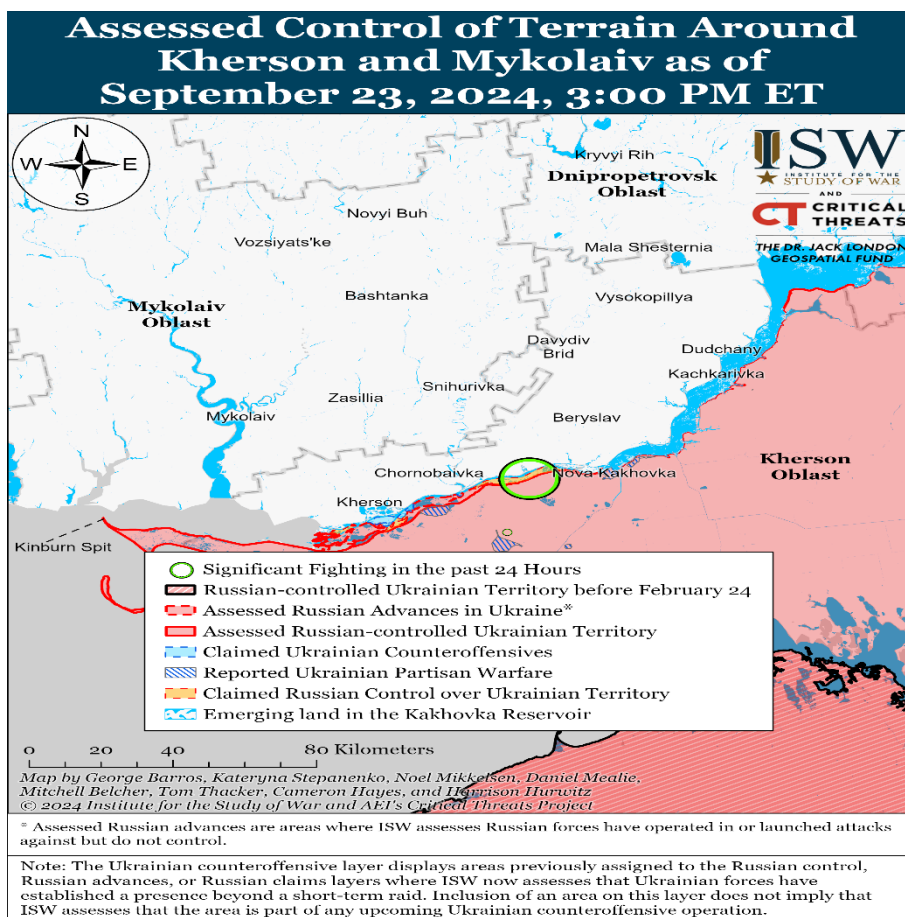 Assessed Control of Terrain Around
Kherson and Mykolaiv as of
September 23, 2024, 3:00 PM ET
N
W E
S
ISW
INSTITUTE FOR THE
STUDY OF WAR
AND
CT CRITICAL
THREATS
THE DR. JACK LONDON
GEOSPATIAL FUND
Kryvyi Rih
Dnipropetrovsk
Oblast
Novyi Buh
Vozsiyats'ke
Mala Shesternia
Bashtanka
Vysokopillya
Mykolaiv
Oblast
Davydiv
Brid
Dudchany
Kachkarivka
Snihurivka
Zasillia
Mykolaiv
Beryslav
Kherson
Oblast
Chornobaivka
Nova Kakhovka
Kherson
Kinburn Spit
Significant Fighting in the past 24 Hours
Russian-controlled Ukrainian Territory before February 24
Assessed Russian Advances in Ukraine*
Assessed Russian-controlled Ukrainian Territory
Claimed Ukrainian Counteroffensives
Reported Ukrainian Partisan Warfare
Claimed Russian Control over Ukrainian Territory
Emerging land in the Kakhovka Reservoir
0 20 40 80 Kilometers
Map by George Barros, Kateryna Stepanenko, Noel Mikkelsen, Daniel Mealie,
Mitchell Belcher, Tom Thacker, Cameron Hayes, and Harrison Hurwitz
© 2024 Institute for the Study of War and AEI's Critical Threats Project
* Assessed Russian advances are areas where ISW assesses Russian forces have operated in or launched attacks
against but do not control.
Note: The Ukrainian counteroffensive layer displays areas previously assigned to the Russian control,
Russian advances, or Russian claims layers where ISW now assesses that Ukrainian forces have
established a presence beyond a short-term raid. Inclusion of an area on this layer does not imply that
ISW assesses that the area is part of any upcoming Ukrainian counteroffensive operation.